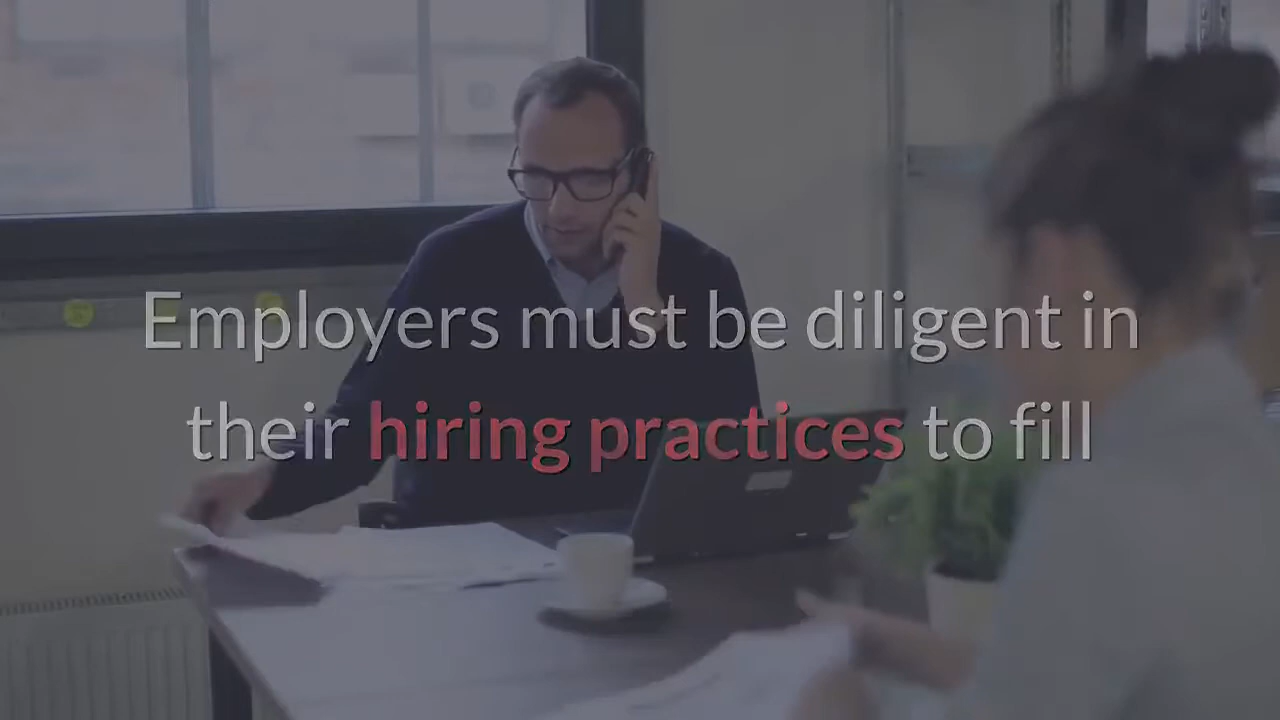 Employers must be diligent in
their hiring practices to fill